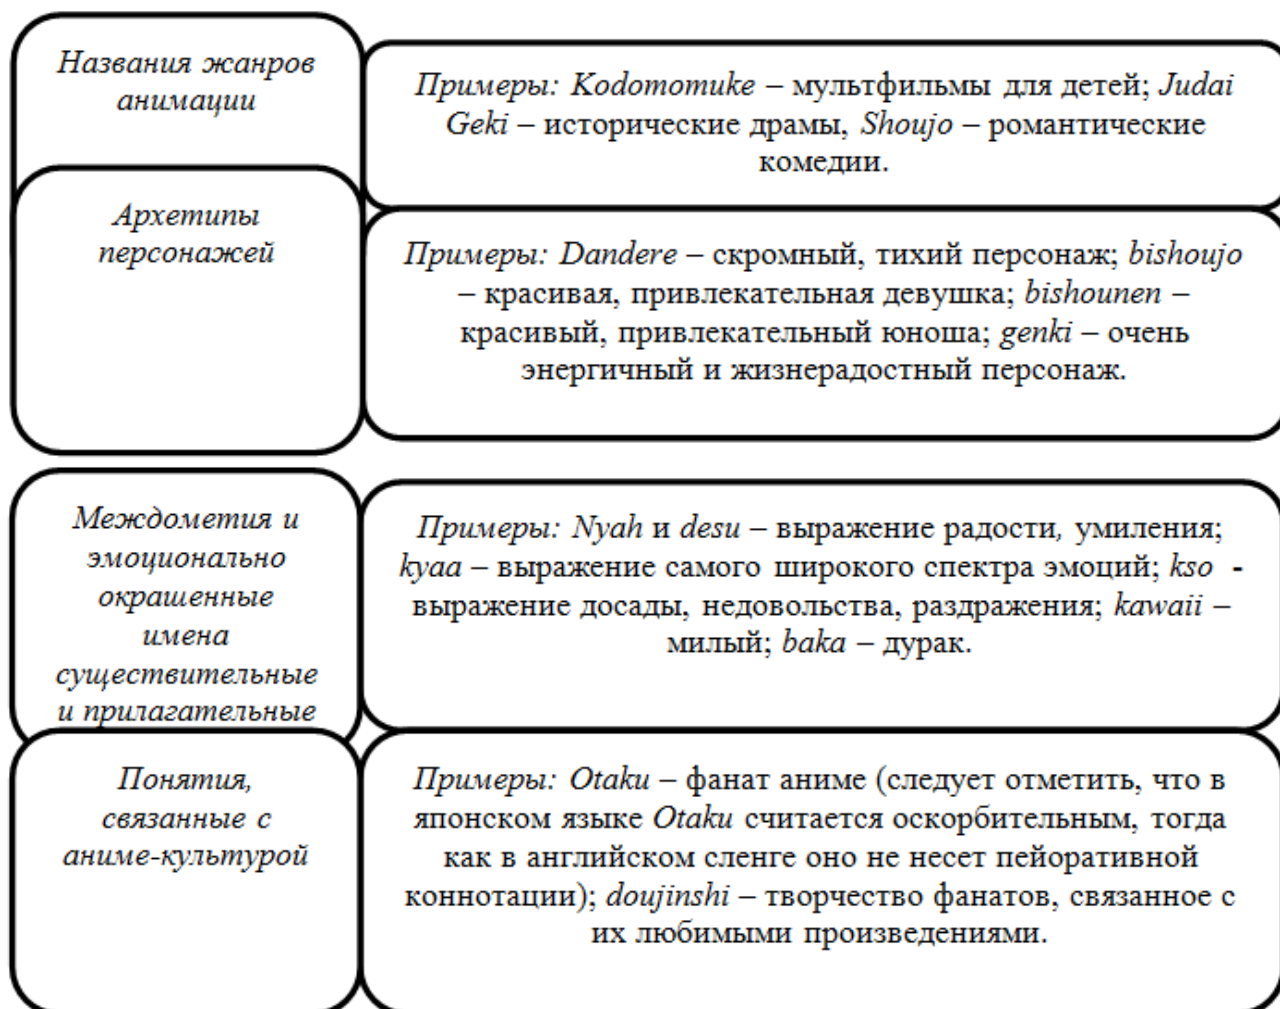 Названия жанров
анимации
Примеры: Kodomomuke – мультфильмы для детей; Judai
Geki – исторические драмы, Shoujo – романтические
комедии.
Архетипы
персонажей
Примеры: Dandere – скромный, тихий персонаж; bishoujo
– красивая, привлекательная девушка; bishounen –
красивый, привлекательный юноша; genki – очень
энергичный и жизнерадостный персонаж.
Междометия и
эмоционально
окрашенные
имена
существительные
и прилагательные
Примеры: Nyah и desu – выражение радости, умиления;
kyaa – выражение самого широкого спектра эмоций; kso -
выражение досады, недовольства, раздражения; kawaii –
милый; baka – дурак.
Понятия,
связанные с
аниме-культурой
Примеры: Otaku – фанат аниме (следует отметить, что в
японском языке Otaku считается оскорбительным, тогда
как в английском сленге оно не несет пейоративной
коннотации); doujinshi – творчество фанатов, связанное с
их любимыми произведениями.